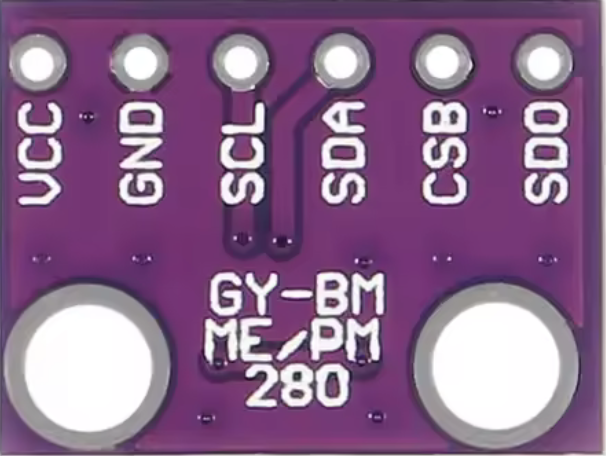 VCC GND SCL SDA CSB SDO
GY-BM
ME/PM
280